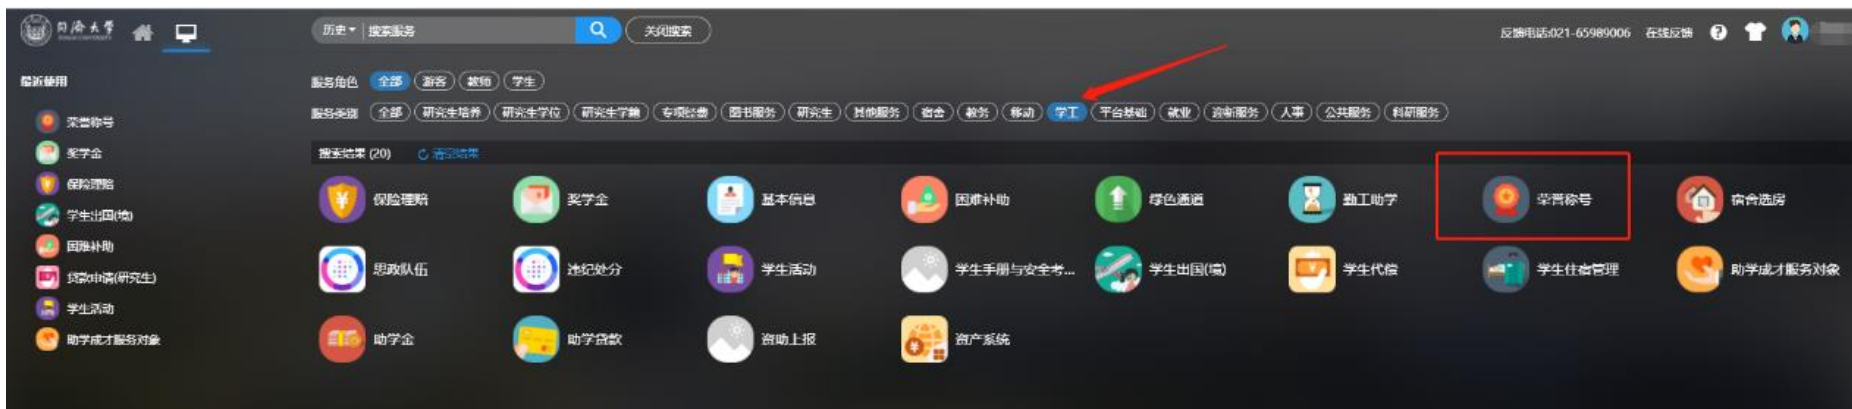 同济大学
历史 搜索服务 关闭搜索
反馈电话:021-65989006 在线反馈
最近使用
荣誉称号
奖学金
保险理赔
学生出国(境)
困难补助
贷款申请(研究生)
学生活动
助学成才服务对象
服务角色 全部 游客 教师 学生
服务类别 全部 研究生培养 研究生学位 研究生学籍 专项经费 图书服务 研究生 其他服务 宿舍 教务 移动 学工 平台基础 就业 迎新服务 人事 公共服务 科研服务
搜索结果 (20) 清空结果
保险理赔 奖学金 基本信息 困难补助 绿色通道 勤工助学 荣誉称号 宿舍选房
思政队伍 违纪处分 学生活动 学生手册与安全考... 学生出国(境) 学生代偿 学生住宿管理 助学成才服务对象
助学金 助学贷款 资助上报 资产系统